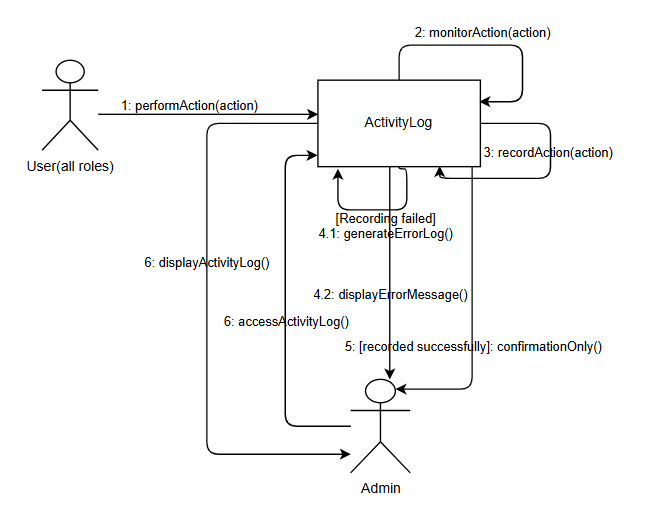 2: monitorAction(action)
1: performAction(action)
ActivityLog
3: recordAction(action)
User(all roles)
[Recording failed]
4.1: generateErrorLog()
6: displayActivityLog()
4.2: displayErrorMessage()
6: accessActivityLog()
5: [recorded successfully]: confirmationOnly()
Admin